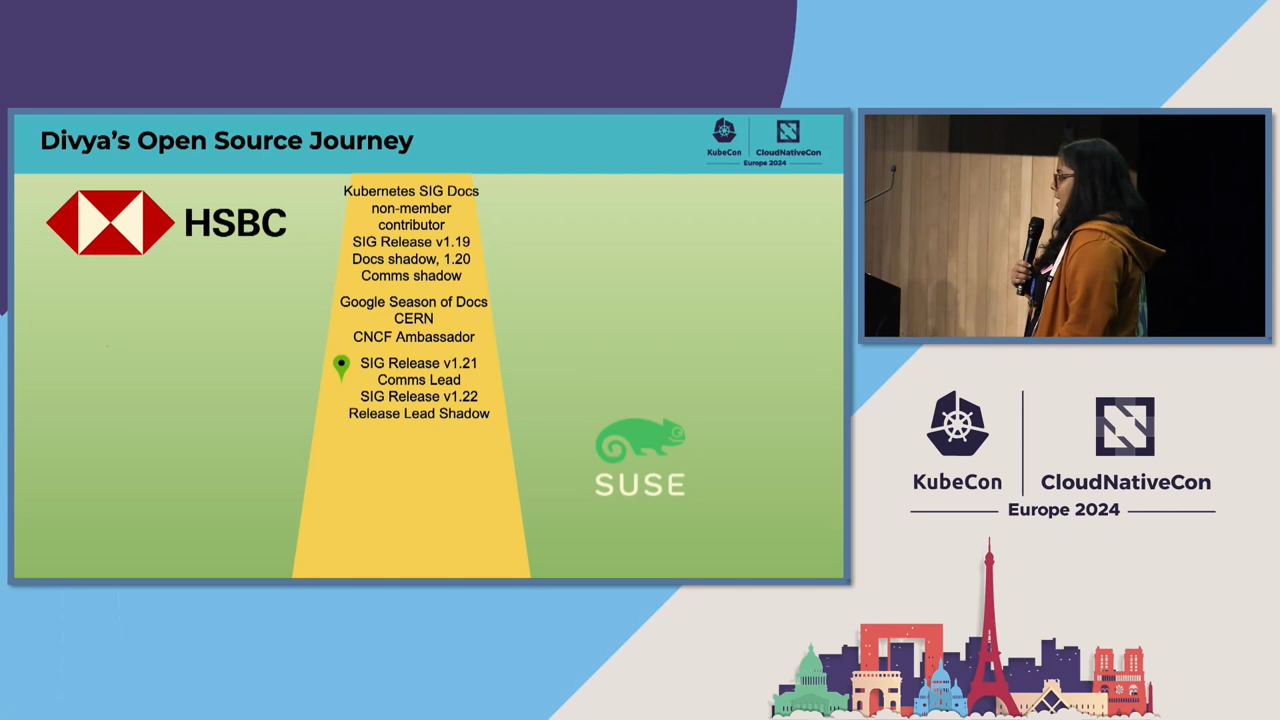 Divya's Open Source Journey
KubeCon
CloudNativeCon
Europe 2024
HSBC
Kubernetes SIG Docs
non-member
contributor
SIG Release v1.19
Docs shadow, 1.20
Comms shadow
Google Season of Docs
CERN
CNCF Ambassador
SIG Release v1.21
Comms Lead
SIG Release v1.22
Release Lead Shadow
SUSE
KubeCon
CloudNativeCon
Europe 2024